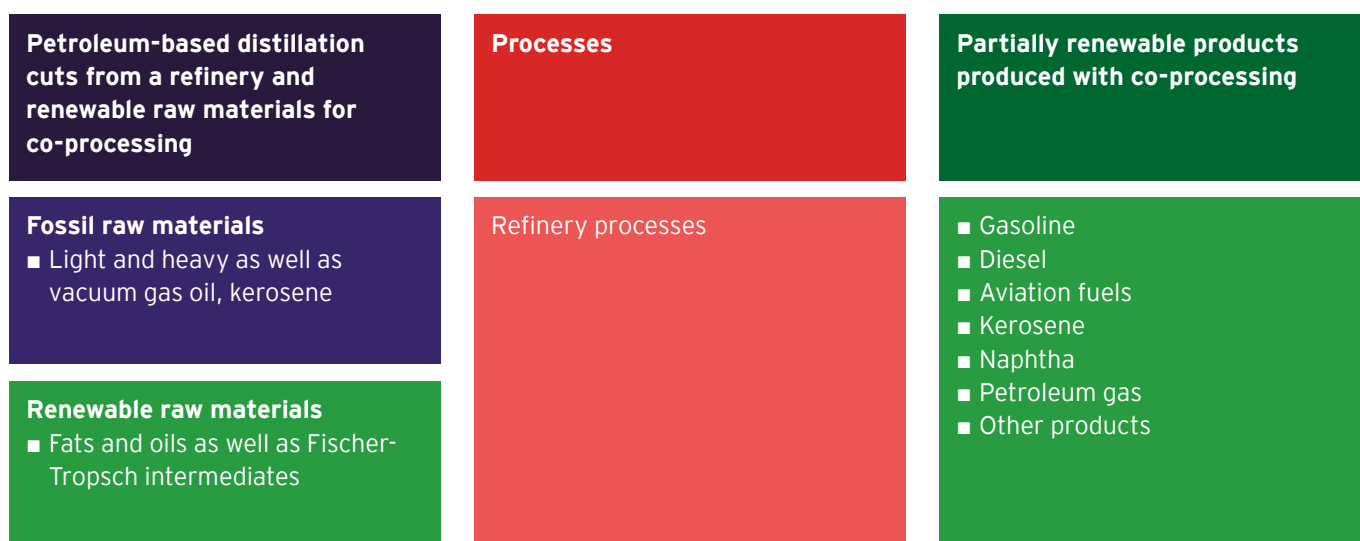 Petroleum-based distillation
cuts from a refinery and
renewable raw materials for
co-processing
Fossil raw materials
■ Light and heavy as well as
vacuum gas oil, kerosene
Renewable raw materials
■ Fats and oils as well as Fischer-
Tropsch intermediates
Processes
Refinery processes
Partially renewable products
produced with co-processing
■ Gasoline
■ Diesel
■ Aviation fuels
■ Kerosene
■ Naphtha
■ Petroleum gas
■ Other products